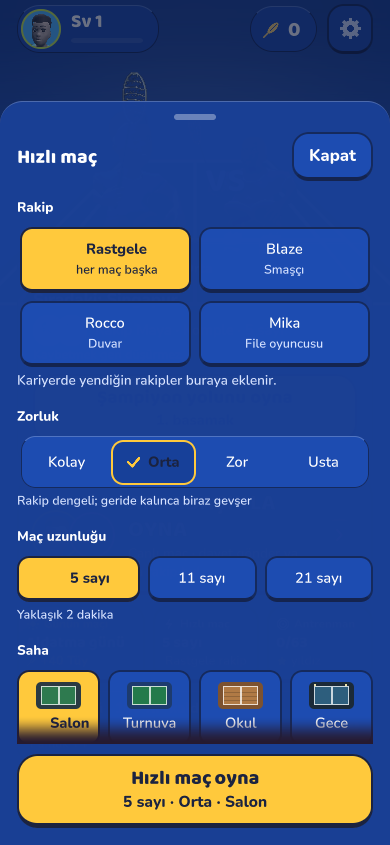 Sv 1
0
Hızlı maç
Kapat
Rakip
Rastgele
her maç başka
Blaze
Smaşçı
Rocco
Duvar
Mika
File oyuncusu
Kariyerde yendiğin rakipler buraya eklenir.
Zorluk
Kolay
Orta
Zor
Usta
Rakip dengeli; geride kalınca biraz gevşer
Maç uzunluğu
5 sayı
11 sayı
21 sayı
Yaklaşık 2 dakika
Saha
Salon
Turnuva
Okul
Gece
Hızlı maç oyna
5 sayı · Orta · Salon